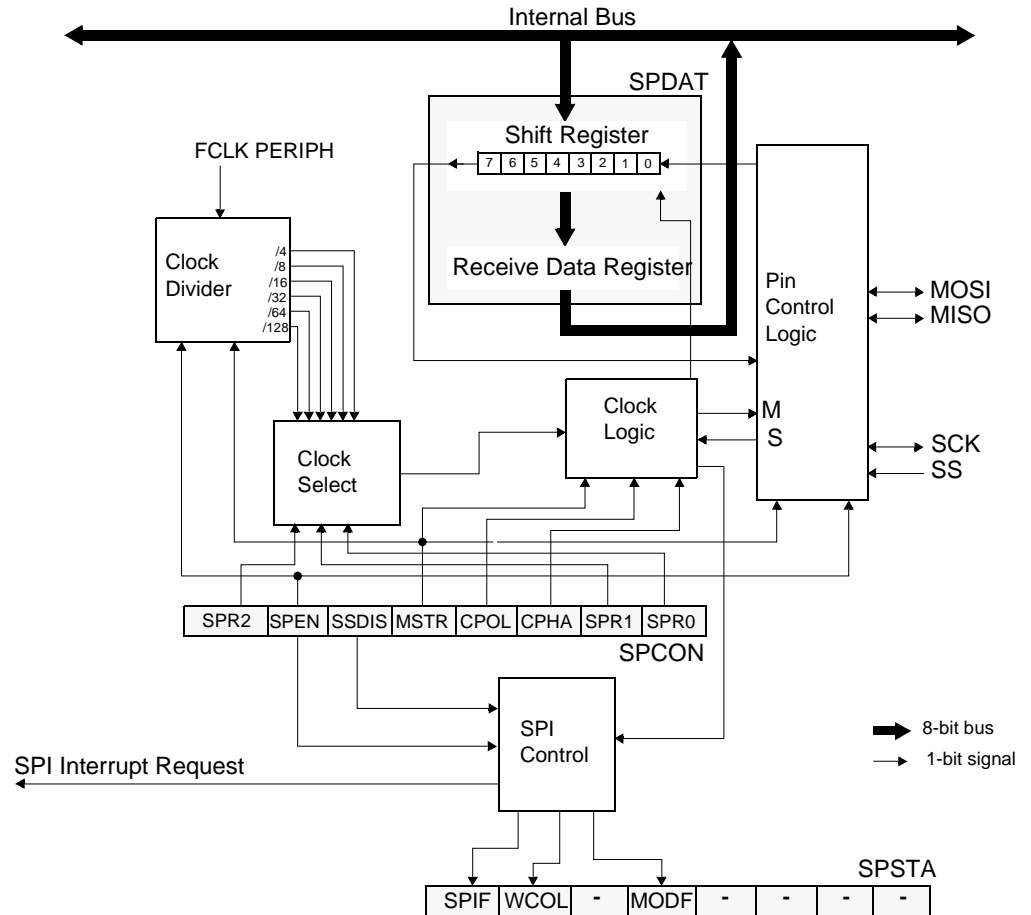 Internal Bus
SPDAT
Shift Register
7 6 5 4 3 2 1 0
FCLK PERIPH
Clock
Divider
/4
/8
/16
/32
/64
/128
Receive Data Register
Pin
Control
Logic
MOSI
MISO
Clock
Logic
M
S
SCK
SS
Clock
Select
SPR2 SPEN SSDIS MSTR CPOL CPHA SPR1 SPR0
SPCON
SPI
Control
8-bit bus
1-bit signal
SPI Interrupt Request
SPSTA
SPIF WCOL - MODF - - - -